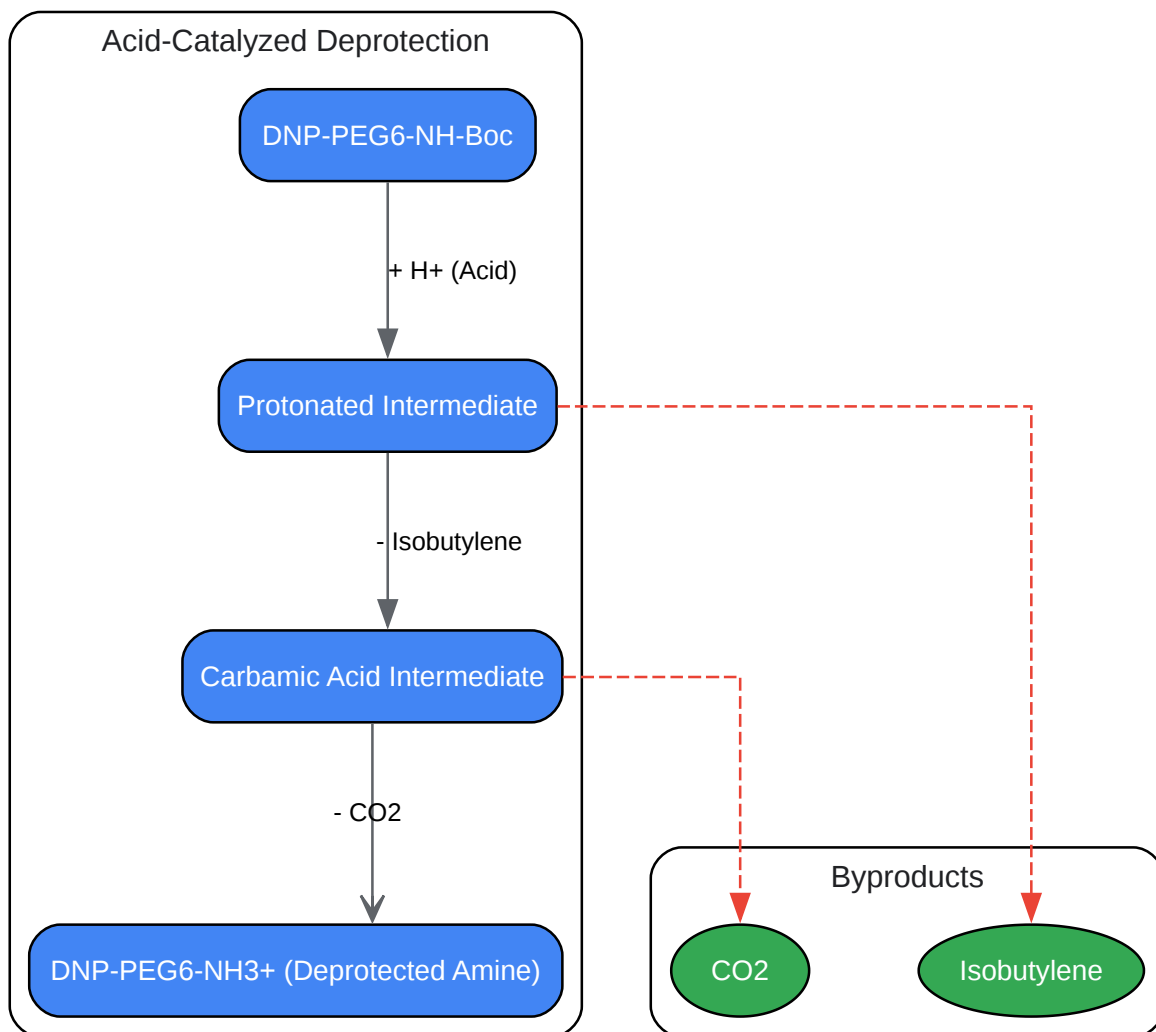 Acid-Catalyzed Deprotection
DNP-PEG6-NH-Boc
+ H+ (Acid)
Protonated Intermediate
- Isobutylene
Carbamic Acid Intermediate
- CO2
Byproducts
DNP-PEG6-NH3+ (Deprotected Amine)
CO2
Isobutylene